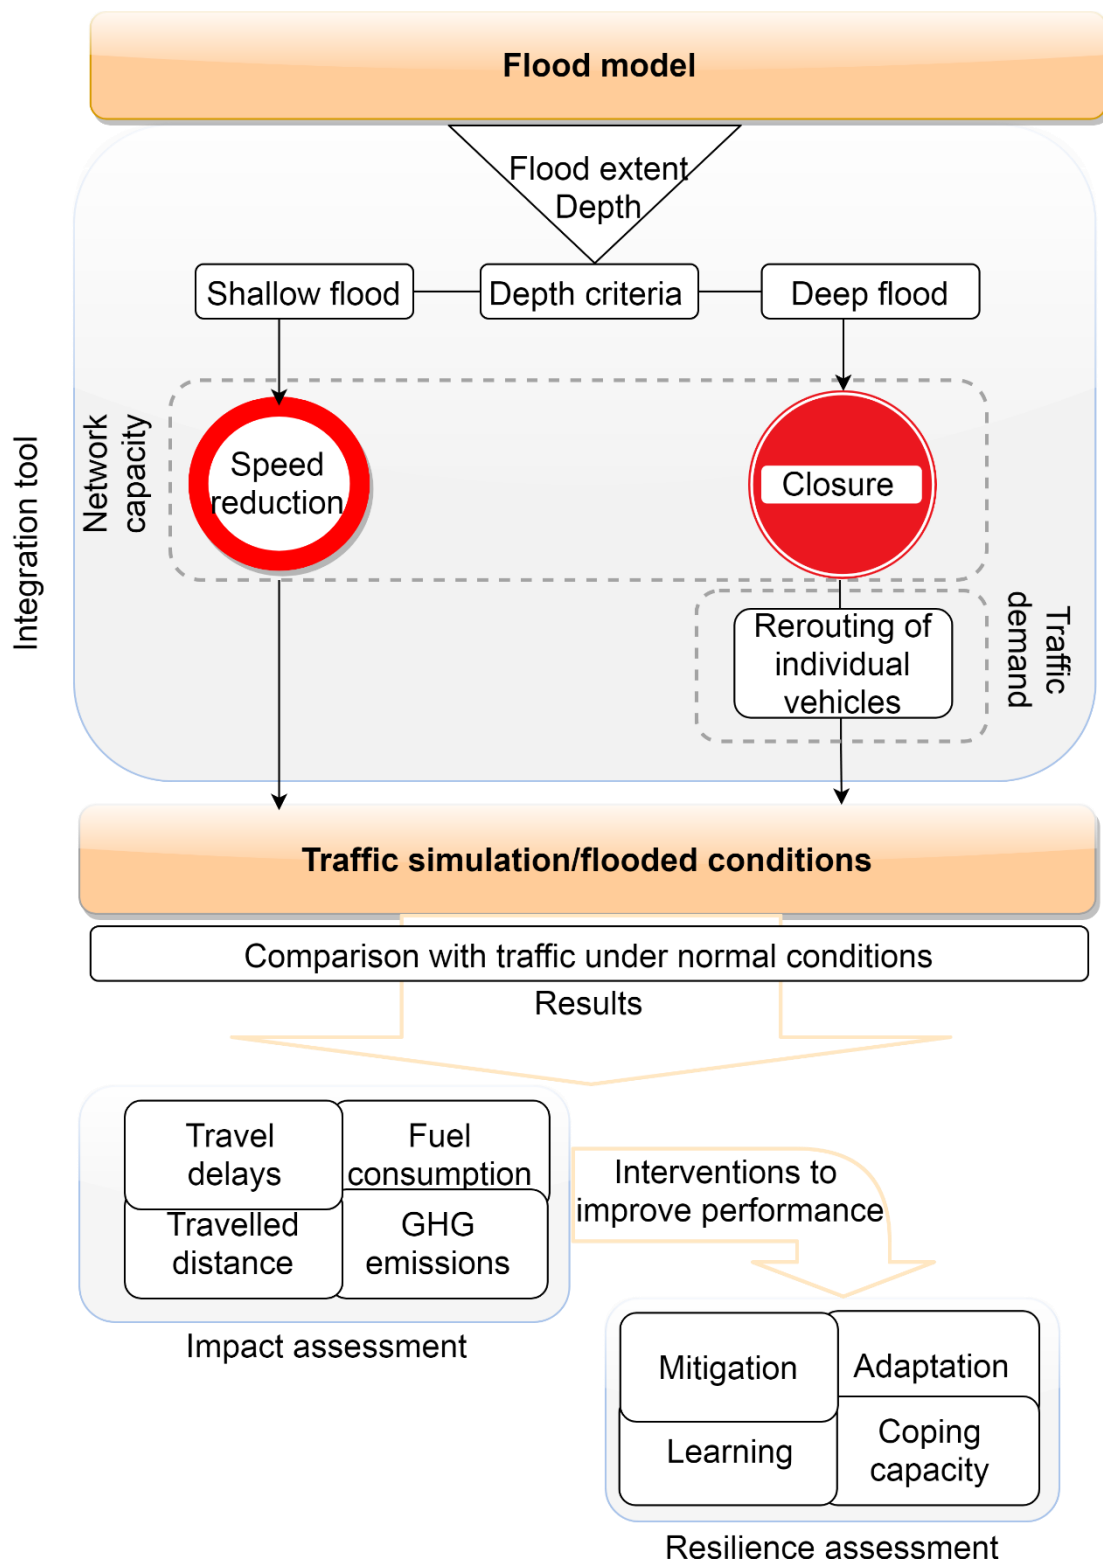 Flood model
Flood extent
Depth
Shallow flood
Depth criteria
Deep flood
Integration tool
Network
capacity
Speed
reduction
Closure
Traffic
demand
Rerouting of
individual
vehicles
Traffic simulation/flooded conditions
Comparison with traffic under normal conditions
Results
Travel
delays
Fuel
consumption
Travelled
distance
GHG
emissions
Impact assessment
Interventions to
improve performance
Mitigation
Adaptation
Learning
Coping
capacity
Resilience assessment